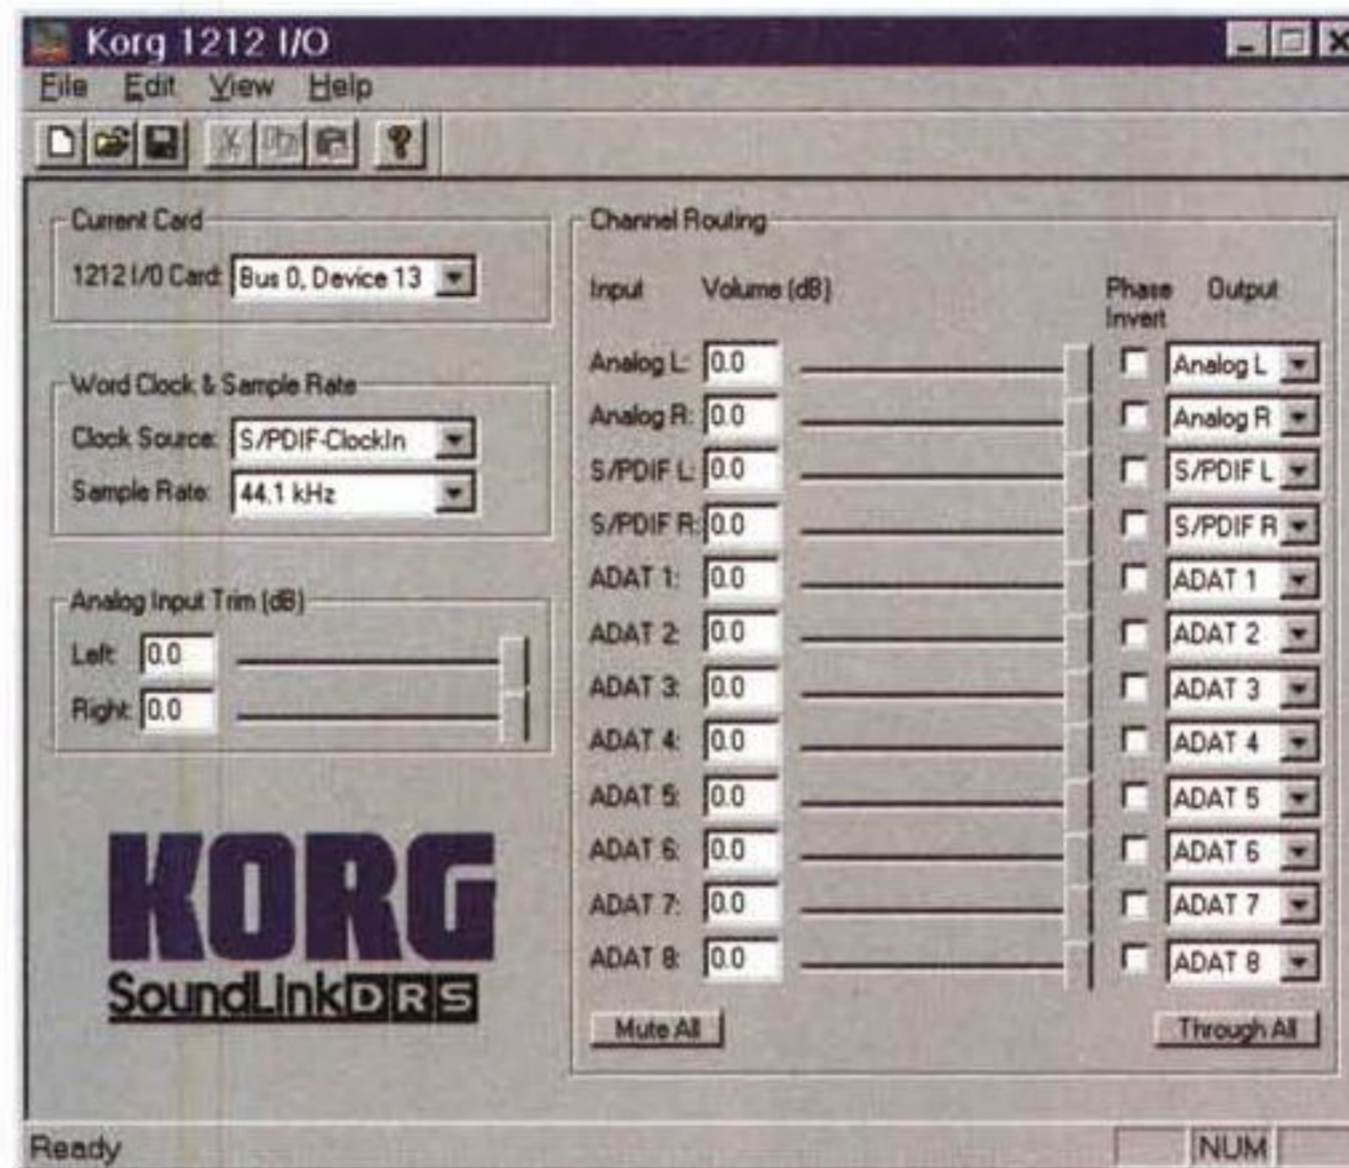 Korg 1212 I/O
File Edit View Help
Current Card
1212 I/O Card: Bus 0, Device 13
Word Clock & Sample Rate
Clock Source: S/PDIF-ClockIn
Sample Rate: 44.1 kHz
Analog Input Trim (dB)
Left: 0.0
Right: 0.0
KORG
SoundLink DRS
Channel Routing
Input Volume (dB) Phase Invert Output
Analog L: 0.0 Analog L
Analog R: 0.0 Analog R
S/PDIF L: 0.0 S/PDIF L
S/PDIF R: 0.0 S/PDIF R
ADAT 1: 0.0 ADAT 1
ADAT 2: 0.0 ADAT 2
ADAT 3: 0.0 ADAT 3
ADAT 4: 0.0 ADAT 4
ADAT 5: 0.0 ADAT 5
ADAT 6: 0.0 ADAT 6
ADAT 7: 0.0 ADAT 7
ADAT 8: 0.0 ADAT 8
Mute All Through All
Ready NUM